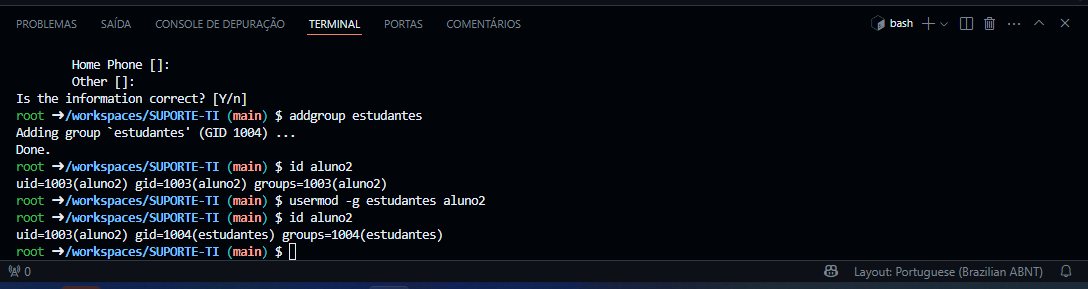 PROBLEMAS SAÍDA CONSOLE DE DEPURAÇÃO TERMINAL PORTAS COMENTÁRIOS bash
Home Phone []:
Other []:
Is the information correct? [Y/n]
root ➜/workspaces/SUPORTE-TI (main) $ addgroup estudantes
Adding group `estudantes' (GID 1004) ...
Done.
root ➜/workspaces/SUPORTE-TI (main) $ id aluno2
uid=1003(aluno2) gid=1003(aluno2) groups=1003(aluno2)
root ➜/workspaces/SUPORTE-TI (main) $ usermod -g estudantes aluno2
root ➜/workspaces/SUPORTE-TI (main) $ id aluno2
uid=1003(aluno2) gid=1004(estudantes) groups=1004(estudantes)
root ➜/workspaces/SUPORTE-TI (main) $
0 Layout: Portuguese (Brazilian ABNT)